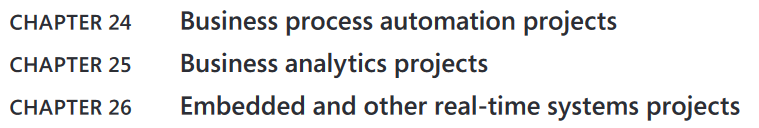 CHAPTER 24 Business process automation projects
CHAPTER 25 Business analytics projects
CHAPTER 26 Embedded and other real-time systems projects